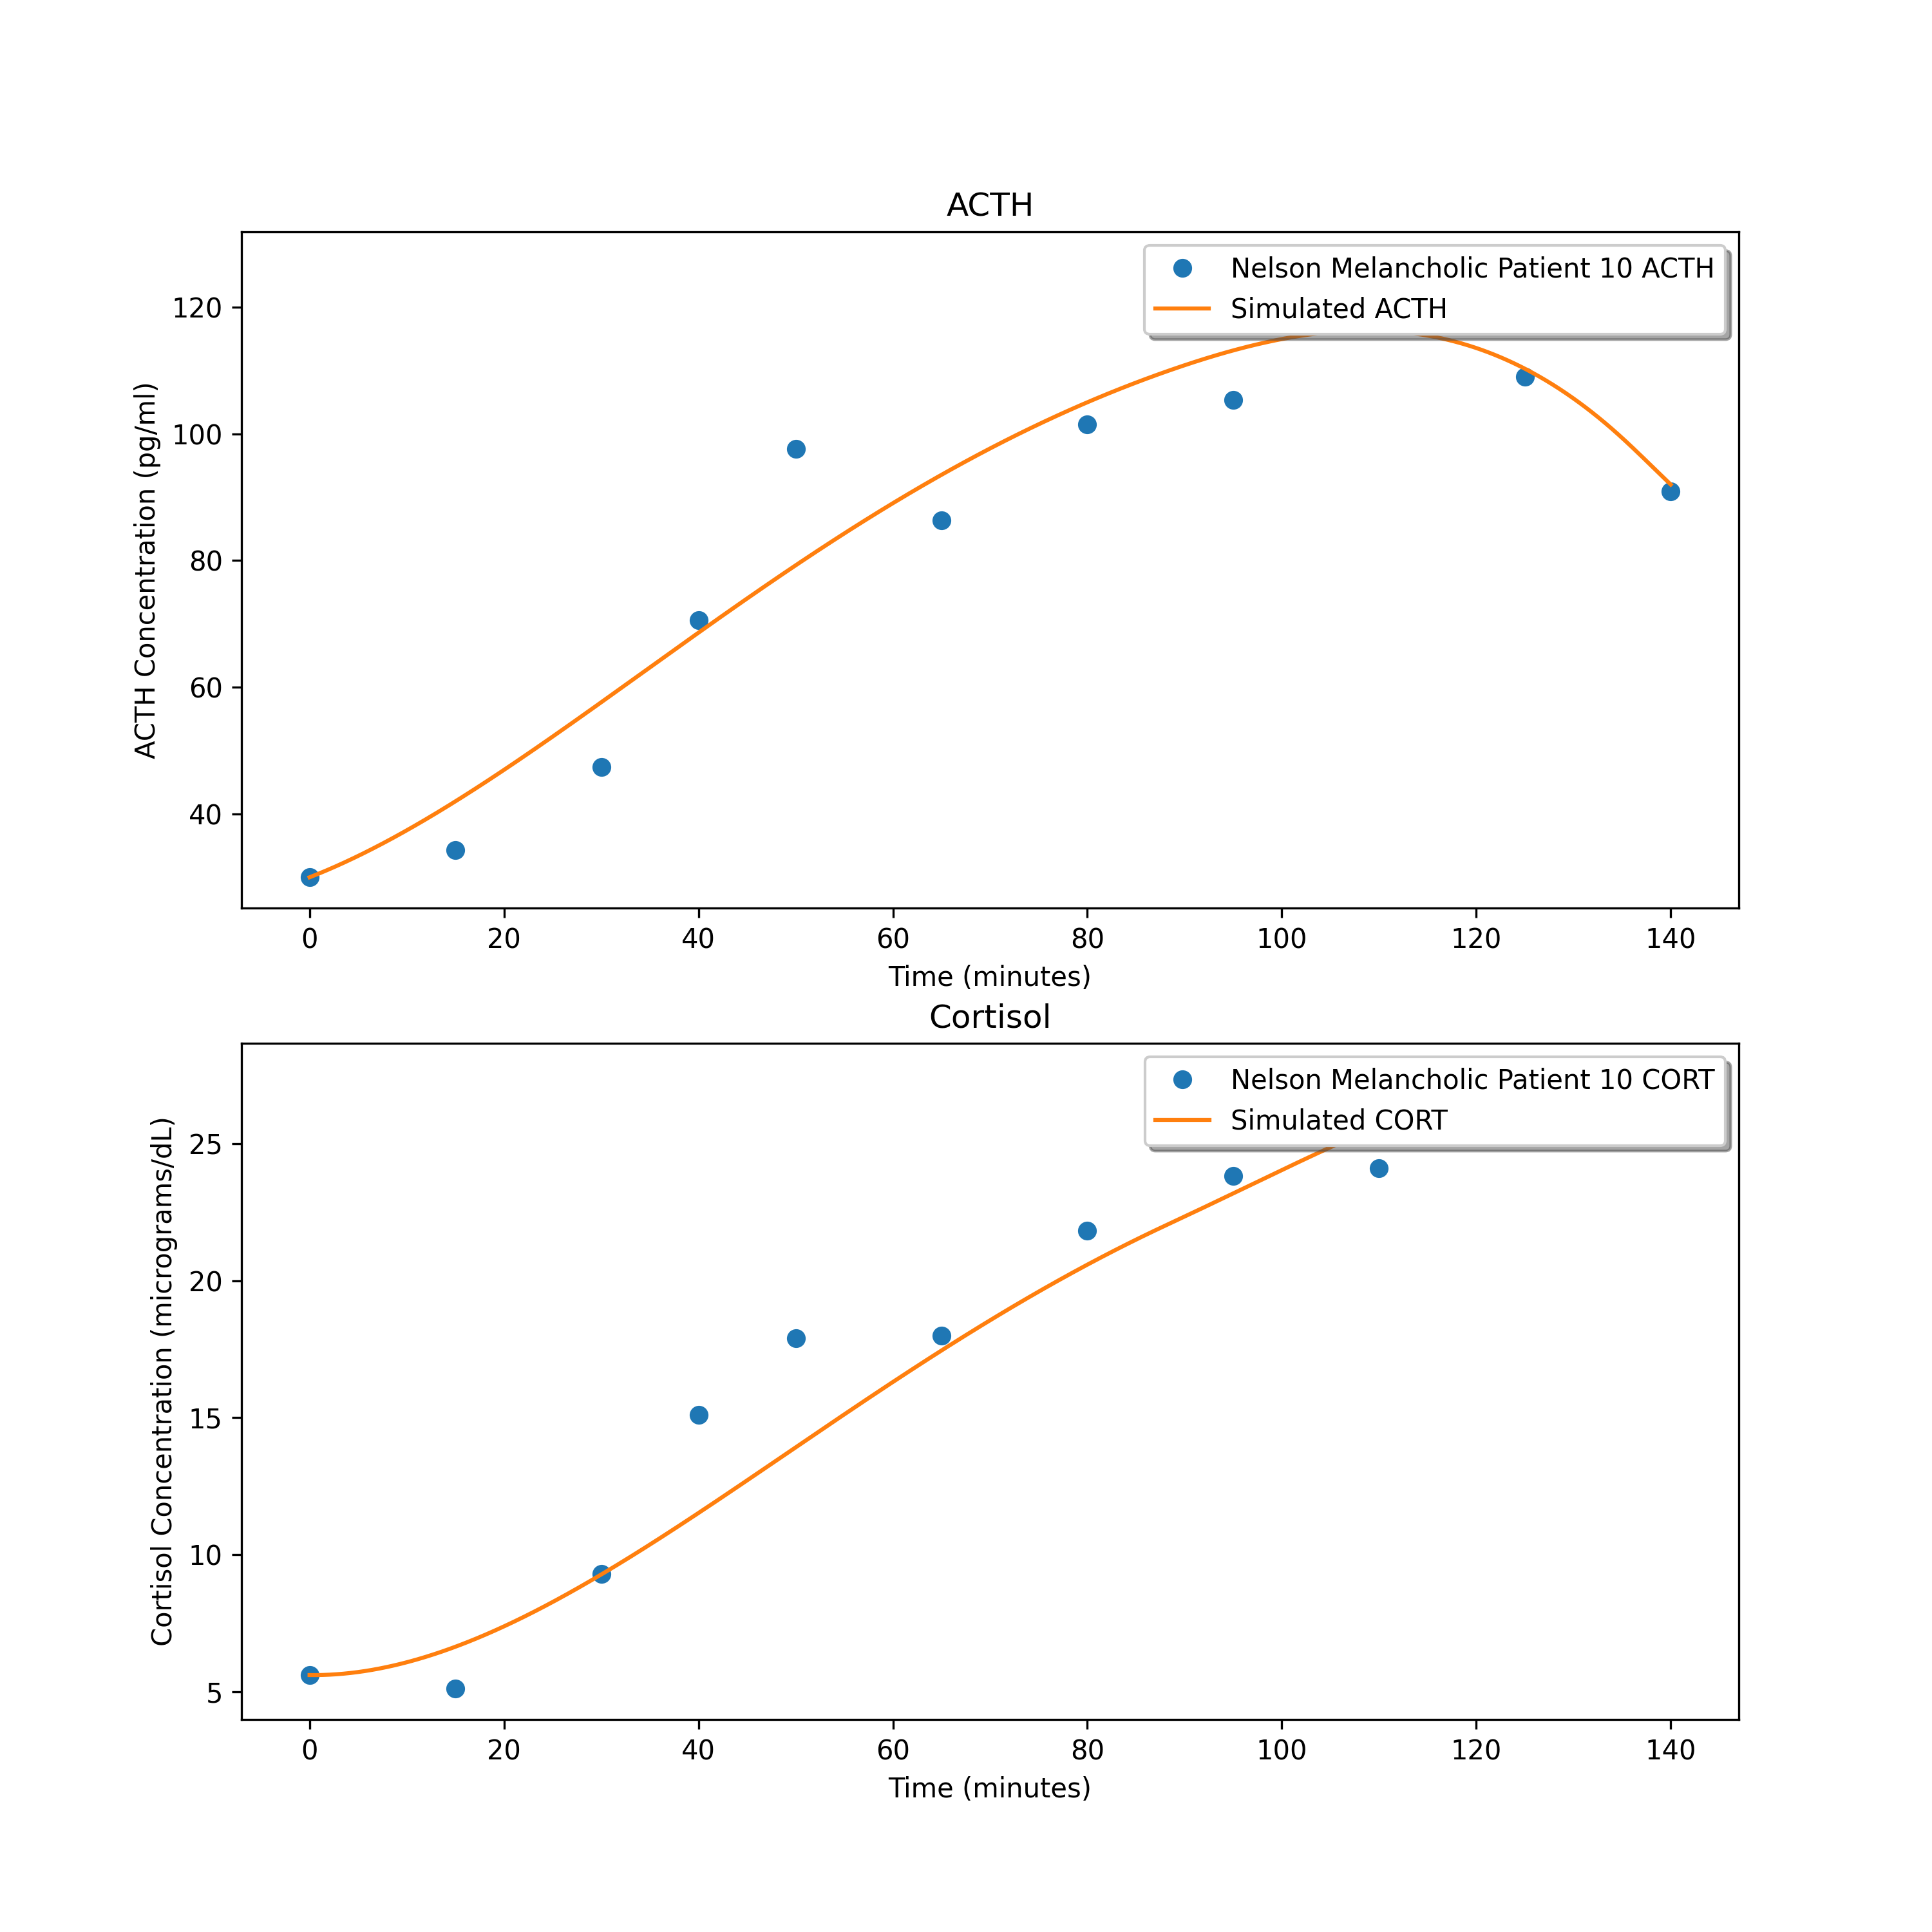 ACTH
Nelson Melancholic Patient 10 ACTH
Simulated ACTH
120
100
80
60
40
ACTH Concentration (pg/ml)
0 20 40 60 80 100 120 140
Time (minutes)
Cortisol
Nelson Melancholic Patient 10 CORT
Simulated CORT
25
20
15
10
5
Cortisol Concentration (micrograms/dL)
0 20 40 60 80 100 120 140
Time (minutes)